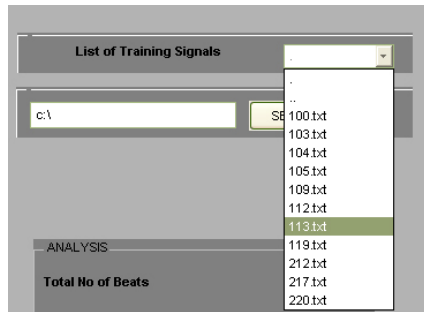 List of Training Signals
.
.
..
c:\
SE
100.txt
103.txt
104.txt
105.txt
109.txt
112.txt
113.txt
119.txt
212.txt
217.txt
220.txt
ANALYSIS
Total No of Beats